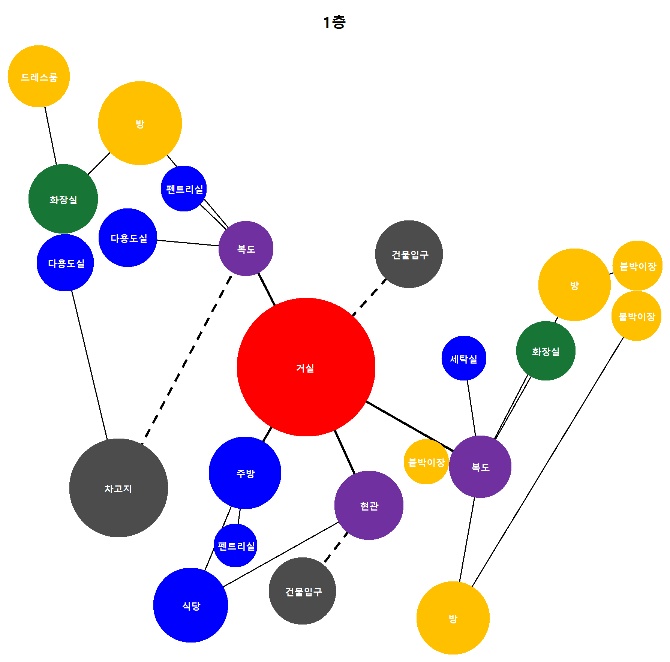 1층
드레스룸
방
펜트리실
화장실
다용도실
다용도실
복도
건물입구
방
붙박이장
붙박이장
화장실
세탁실
거실
붙박이장
복도
주방
차고지
현관
펜트리실
건물입구
식당
방